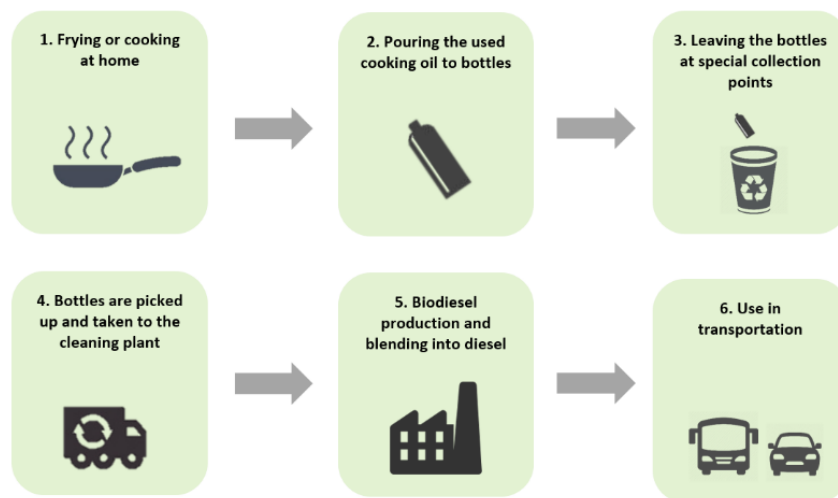 1. Frying or cooking
at home
2. Pouring the used
cooking oil to bottles
3. Leaving the bottles
at special collection
points
4. Bottles are picked
up and taken to the
cleaning plant
5. Biodiesel
production and
blending into diesel
6. Use in
transportation